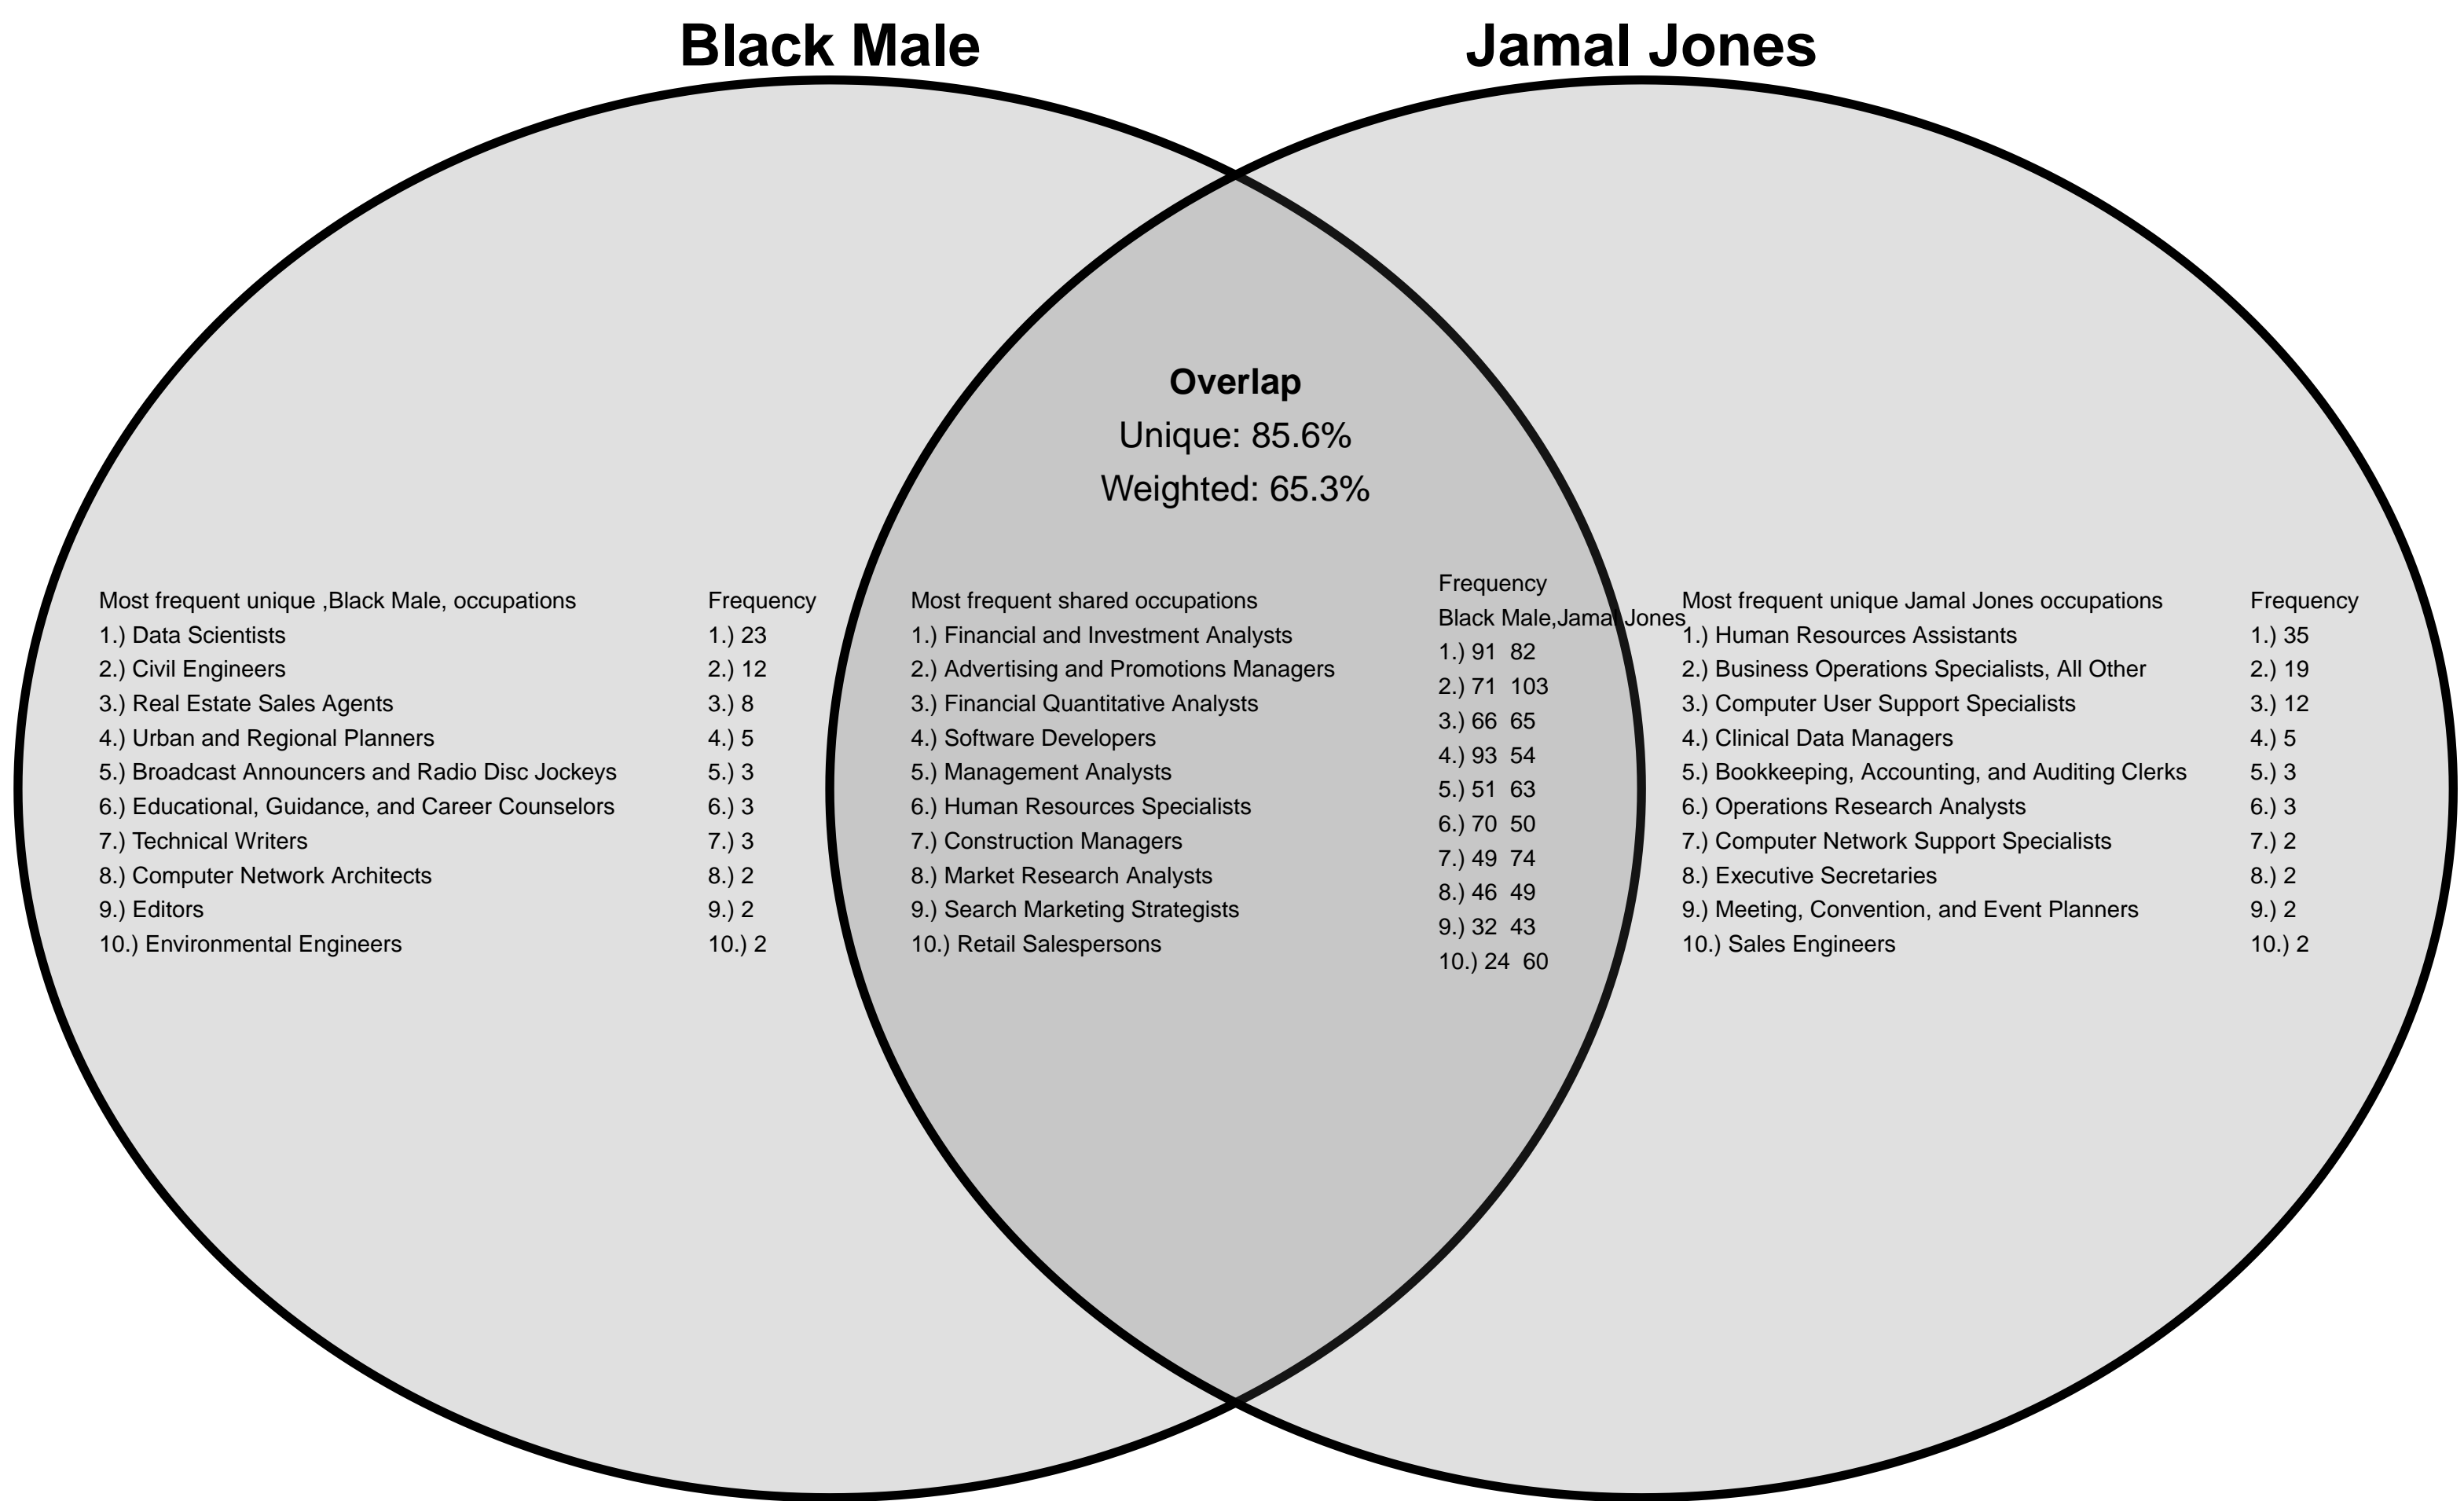 Black Male
Jamal Jones
Overlap
Unique: 85.6%
Weighted: 65.3%
Most frequent unique ,Black Male, occupations
1.) Data Scientists
2.) Civil Engineers
3.) Real Estate Sales Agents
4.) Urban and Regional Planners
5.) Broadcast Announcers and Radio Disc Jockeys
6.) Educational, Guidance, and Career Counselors
7.) Technical Writers
8.) Computer Network Architects
9.) Editors
10.) Environmental Engineers
Frequency
1.) 23
2.) 12
3.) 8
4.) 5
5.) 3
6.) 3
7.) 3
8.) 2
9.) 2
10.) 2
Most frequent shared occupations
1.) Financial and Investment Analysts
2.) Advertising and Promotions Managers
3.) Financial Quantitative Analysts
4.) Software Developers
5.) Management Analysts
6.) Human Resources Specialists
7.) Construction Managers
8.) Market Research Analysts
9.) Search Marketing Strategists
10.) Retail Salespersons
Frequency
Black Male,Jamal Jones
1.) 91 82
2.) 71 103
3.) 66 65
4.) 93 54
5.) 51 63
6.) 70 50
7.) 49 74
8.) 46 49
9.) 32 43
10.) 24 60
Most frequent unique Jamal Jones occupations
1.) Human Resources Assistants
2.) Business Operations Specialists, All Other
3.) Computer User Support Specialists
4.) Clinical Data Managers
5.) Bookkeeping, Accounting, and Auditing Clerks
6.) Operations Research Analysts
7.) Computer Network Support Specialists
8.) Executive Secretaries
9.) Meeting, Convention, and Event Planners
10.) Sales Engineers
Frequency
1.) 35
2.) 19
3.) 12
4.) 5
5.) 3
6.) 3
7.) 2
8.) 2
9.) 2
10.) 2